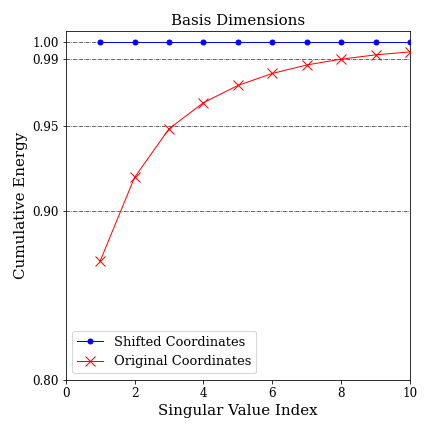 Basis Dimensions
1.00
0.99
0.95
0.90
0.80
Cumulative Energy
Shifted Coordinates
Original Coordinates
0 2 4 6 8 10
Singular Value Index